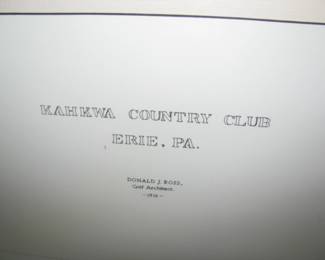 KAHKWA COUNTRY CLUB
ERIE, PA.
DONALD J. ROSS,
Golf Architect.